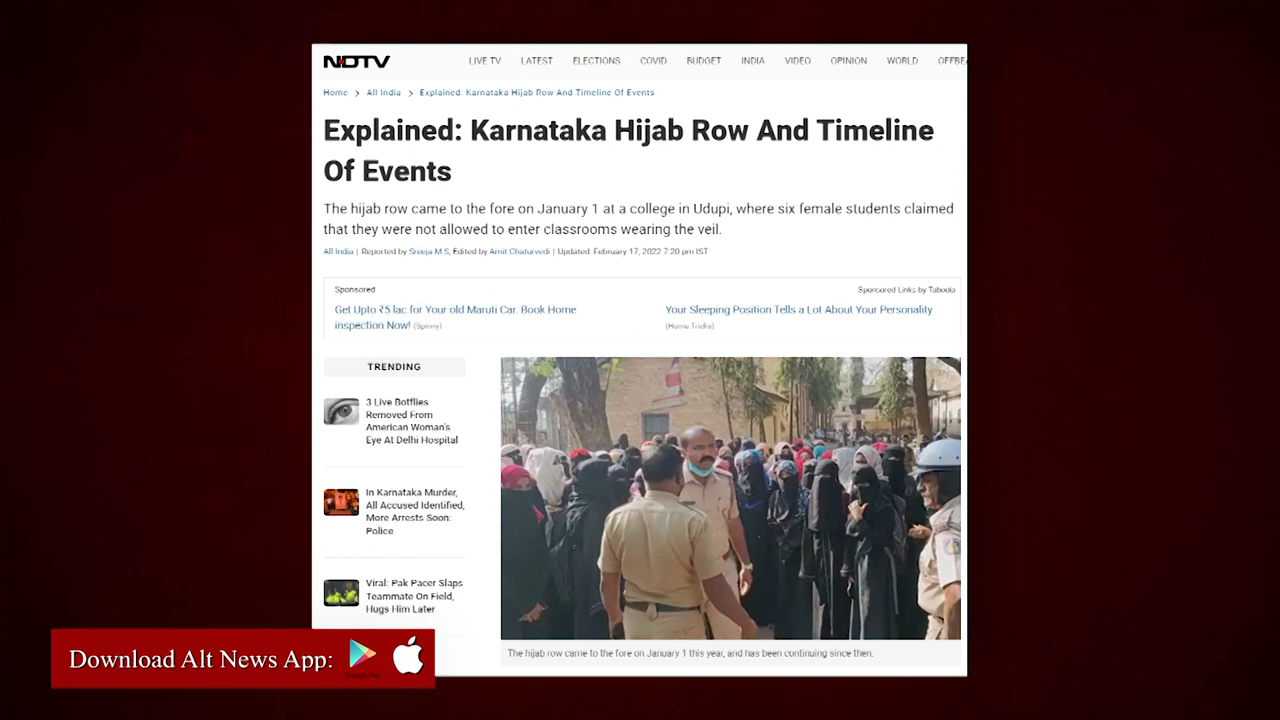 NDTV
LIVE TV LATEST ELECTIONS COVID BUDGET INDIA VIDEO OPINION WORLD OFFBEA
Home > All India > Explained: Karnataka Hijab Row And Timeline Of Events
Explained: Karnataka Hijab Row And Timeline
Of Events
The hijab row came to the fore on January 1 at a college in Udupi, where six female students claimed
that they were not allowed to enter classrooms wearing the veil.
All India | Reported by Sreeja M S, Edited by Amit Chaturvedi | Updated: February 17, 2022 7:20 pm IST
Sponsored
Sponsored Links by Taboola
Get Upto ₹5 lac for Your old Maruti Car. Book Home
inspection Now! (Spinny)
Your Sleeping Position Tells a Lot About Your Personality
(Home Tricks)
TRENDING
3 Live Botflies
Removed From
American Woman's
Eye At Delhi Hospital
In Karnataka Murder,
All Accused Identified,
More Arrests Soon:
Police
Viral: Pak Pacer Slaps
Teammate On Field,
Hugs Him Later
The hijab row came to the fore on January 1 this year, and has been continuing since then.
Download Alt News App:
Google Play